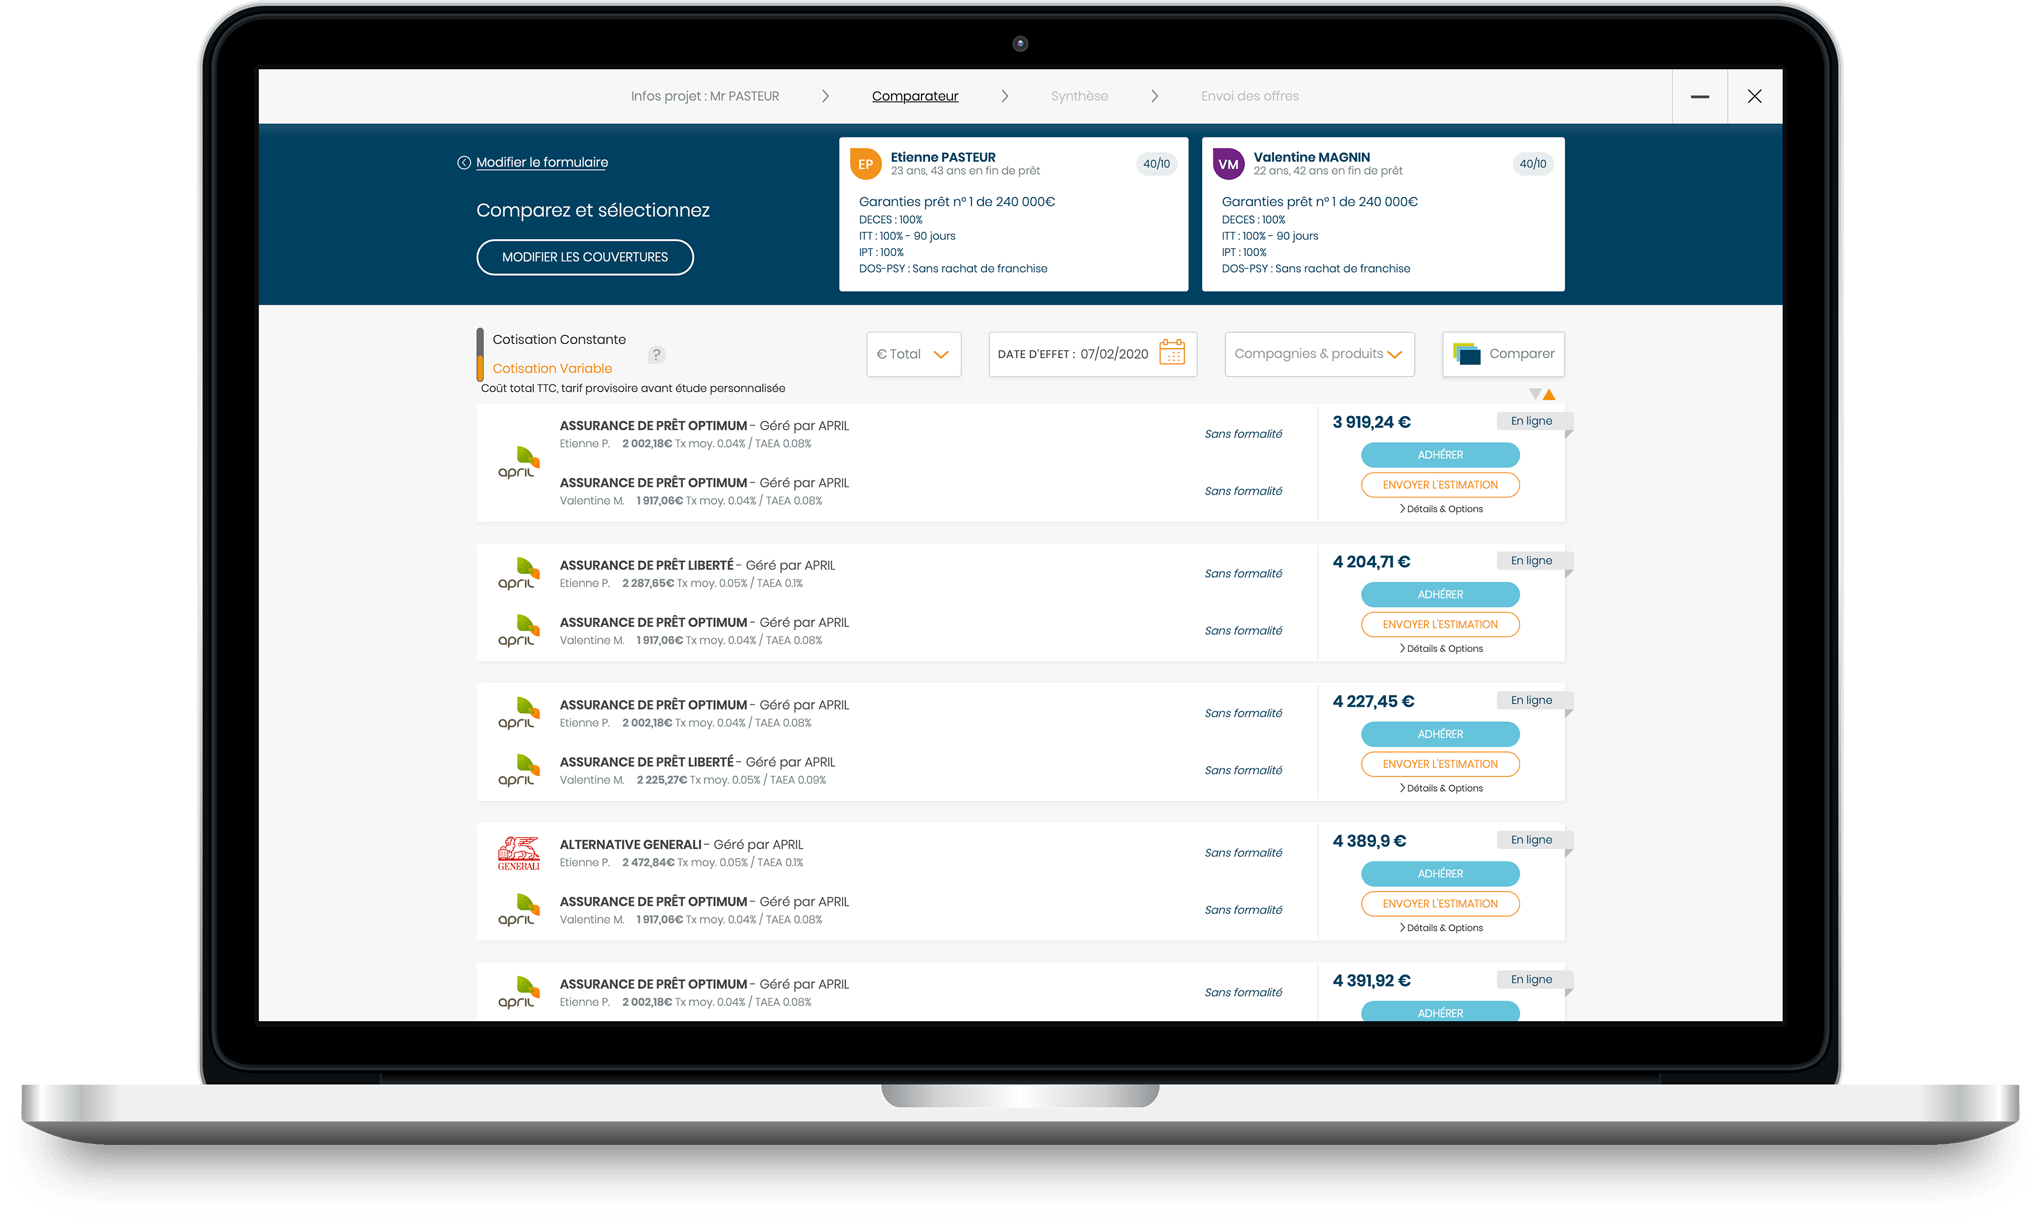 Infos projet : Mr PASTEUR
Comparateur
Synthèse
Envoi des offres
Modifier le formulaire
Comparez et sélectionnez
MODIFIER LES COUVERTURES
EP
Etienne PASTEUR
23 ans, 43 ans en fin de prêt
40/10
Garanties prêt n° 1 de 240 000€
DECES : 100%
ITT : 100% - 90 jours
IPT : 100%
DOS-PSY : Sans rachat de franchise
VM
Valentine MAGNIN
22 ans, 42 ans en fin de prêt
40/10
Garanties prêt n° 1 de 240 000€
DECES : 100%
ITT : 100% - 90 jours
IPT : 100%
DOS-PSY : Sans rachat de franchise
Cotisation Constante
Cotisation Variable
?
€ Total
DATE D'EFFET : 07/02/2020
Compagnies & produits
Comparer
Coût total TTC, tarif provisoire avant étude personnalisée
april
ASSURANCE DE PRÊT OPTIMUM - Géré par APRIL
Etienne P. 2 002,18€ Tx moy. 0.04% / TAEA 0.08%
Sans formalité
ASSURANCE DE PRÊT OPTIMUM - Géré par APRIL
Valentine M. 1 917,06€ Tx moy. 0.04% / TAEA 0.08%
Sans formalité
3 919,24 €
En ligne
ADHÉRER
ENVOYER L'ESTIMATION
Détails & Options
april
ASSURANCE DE PRÊT LIBERTÉ - Géré par APRIL
Etienne P. 2 287,65€ Tx moy. 0.05% / TAEA 0.1%
Sans formalité
april
ASSURANCE DE PRÊT OPTIMUM - Géré par APRIL
Valentine M. 1 917,06€ Tx moy. 0.04% / TAEA 0.08%
Sans formalité
4 204,71 €
En ligne
ADHÉRER
ENVOYER L'ESTIMATION
Détails & Options
april
ASSURANCE DE PRÊT OPTIMUM - Géré par APRIL
Etienne P. 2 002,18€ Tx moy. 0.04% / TAEA 0.08%
Sans formalité
april
ASSURANCE DE PRÊT LIBERTÉ - Géré par APRIL
Valentine M. 2 225,27€ Tx moy. 0.05% / TAEA 0.09%
Sans formalité
4 227,45 €
En ligne
ADHÉRER
ENVOYER L'ESTIMATION
Détails & Options
GENERALI
ALTERNATIVE GENERALI - Géré par APRIL
Etienne P. 2 472,84€ Tx moy. 0.05% / TAEA 0.1%
Sans formalité
april
ASSURANCE DE PRÊT OPTIMUM - Géré par APRIL
Valentine M. 1 917,06€ Tx moy. 0.04% / TAEA 0.08%
Sans formalité
4 389,9 €
En ligne
ADHÉRER
ENVOYER L'ESTIMATION
Détails & Options
april
ASSURANCE DE PRÊT OPTIMUM - Géré par APRIL
Etienne P. 2 002,18€ Tx moy. 0.04% / TAEA 0.08%
Sans formalité
4 391,92 €
En ligne
ADHÉRER